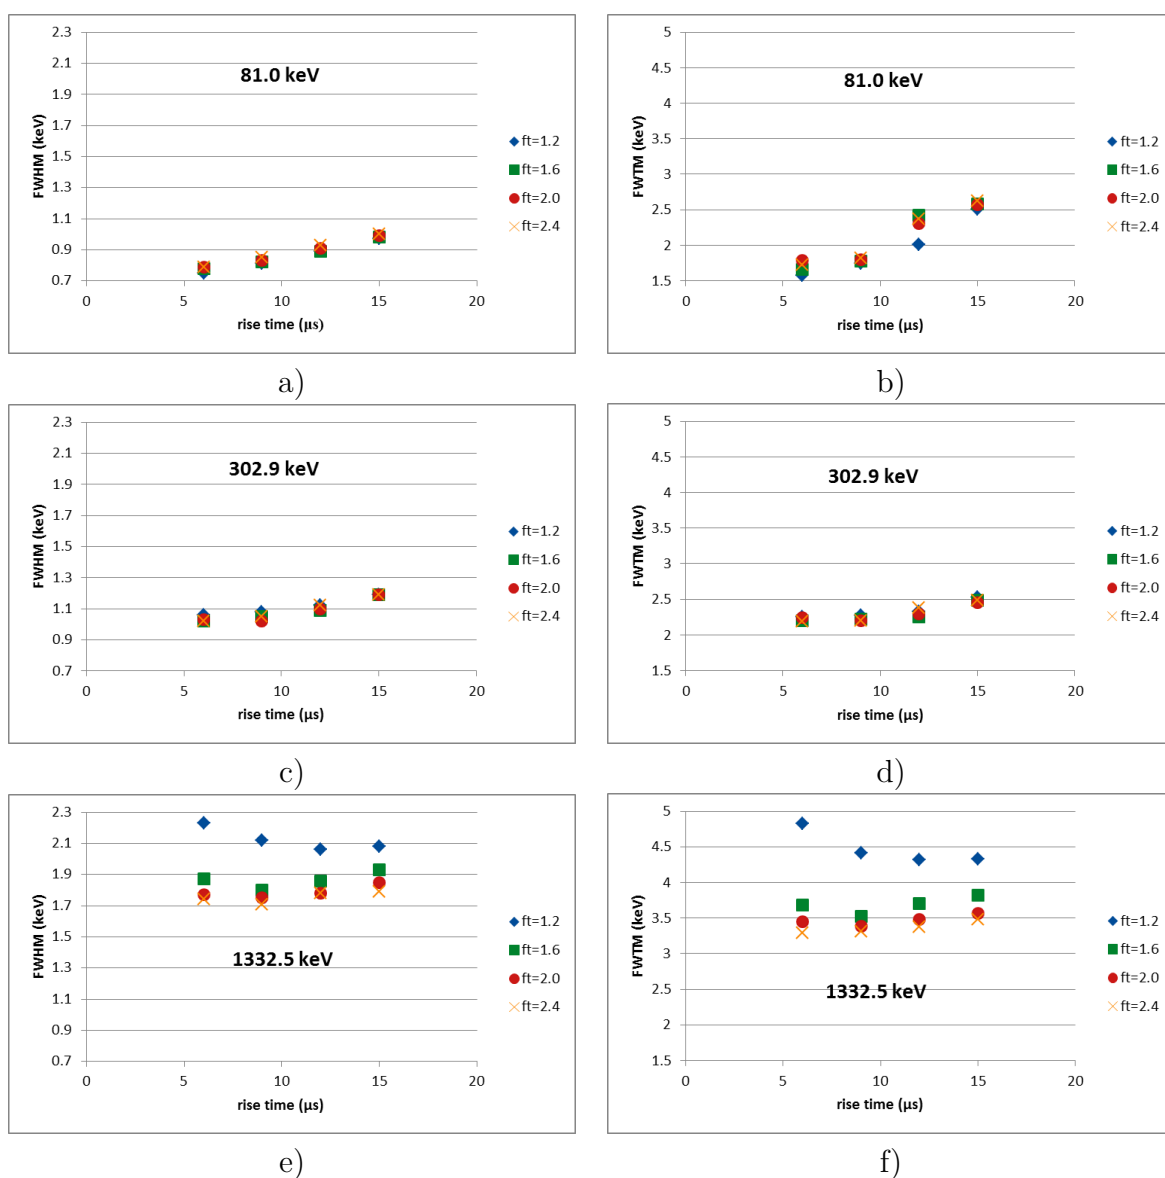 2.3
2.1
1.9
1.7
1.5
1.3
1.1
0.9
0.7
FWHM (keV)
81.0 keV
0 5 10 15 20
rise time (µs)
ft=1.2
ft=1.6
ft=2.0
ft=2.4
a)
5
4.5
4
3.5
3
2.5
2
1.5
FWTM (keV)
81.0 keV
0 5 10 15 20
rise time (µs)
ft=1.2
ft=1.6
ft=2.0
ft=2.4
b)
2.3
2.1
1.9
1.7
1.5
1.3
1.1
0.9
0.7
FWHM (keV)
302.9 keV
0 5 10 15 20
rise time (µs)
ft=1.2
ft=1.6
ft=2.0
ft=2.4
c)
5
4.5
4
3.5
3
2.5
2
1.5
FWTM (keV)
302.9 keV
0 5 10 15 20
rise time (µs)
ft=1.2
ft=1.6
ft=2.0
ft=2.4
d)
2.3
2.1
1.9
1.7
1.5
1.3
1.1
0.9
0.7
FWHM (keV)
1332.5 keV
0 5 10 15 20
rise time (µs)
ft=1.2
ft=1.6
ft=2.0
ft=2.4
e)
5
4.5
4
3.5
3
2.5
2
1.5
FWTM (keV)
1332.5 keV
0 5 10 15 20
rise time (µs)
ft=1.2
ft=1.6
ft=2.0
ft=2.4
f)